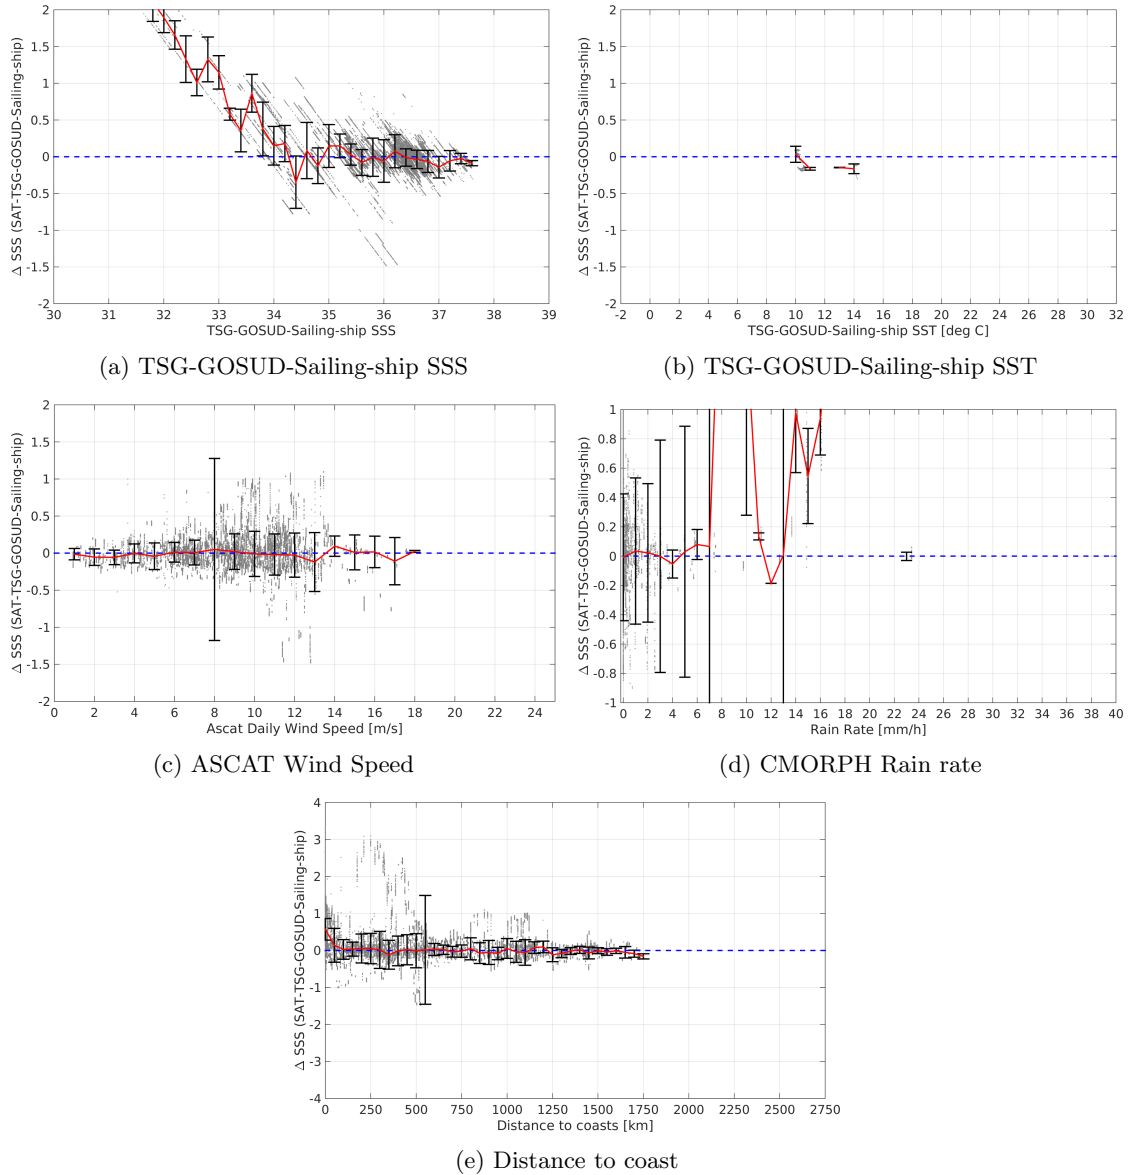 2
1.5
1
0.5
0
-0.5
-1
-1.5
-2
Δ SSS (SAT-TSG-GOSUD-Sailing-ship)
30 31 32 33 34 35 36 37 38 39
TSG-GOSUD-Sailing-ship SSS
(a) TSG-GOSUD-Sailing-ship SSS
2
1.5
1
0.5
0
-0.5
-1
-1.5
-2
Δ SSS (SAT-TSG-GOSUD-Sailing-ship)
-2 0 2 4 6 8 10 12 14 16 18 20 22 24 26 28 30 32
TSG-GOSUD-Sailing-ship SST [deg C]
(b) TSG-GOSUD-Sailing-ship SST
2
1.5
1
0.5
0
-0.5
-1
-1.5
-2
Δ SSS (SAT-TSG-GOSUD-Sailing-ship)
0 2 4 6 8 10 12 14 16 18 20 22 24
Ascat Daily Wind Speed [m/s]
(c) ASCAT Wind Speed
1
0.8
0.6
0.4
0.2
0
-0.2
-0.4
-0.6
-0.8
-1
Δ SSS (SAT-TSG-GOSUD-Sailing-ship)
0 2 4 6 8 10 12 14 16 18 20 22 24 26 28 30 32 34 36 38 40
Rain Rate [mm/h]
(d) CMORPH Rain rate
4
3
2
1
0
-1
-2
-3
-4
Δ SSS (SAT-TSG-GOSUD-Sailing-ship)
0 250 500 750 1000 1250 1500 1750 2000 2250 2500 2750
Distance to coasts [km]
(e) Distance to coast